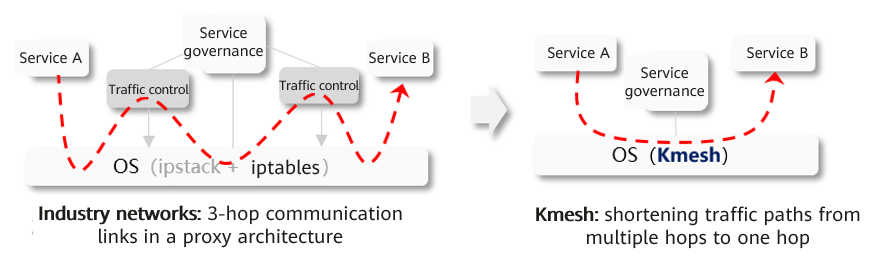 Service A
Service
governance
Service B
Traffic control
Traffic control
OS (ipstack + iptables)
Industry networks: 3-hop communication
links in a proxy architecture
Service A
Service
governance
Service B
OS (Kmesh)
Kmesh: shortening traffic paths from
multiple hops to one hop